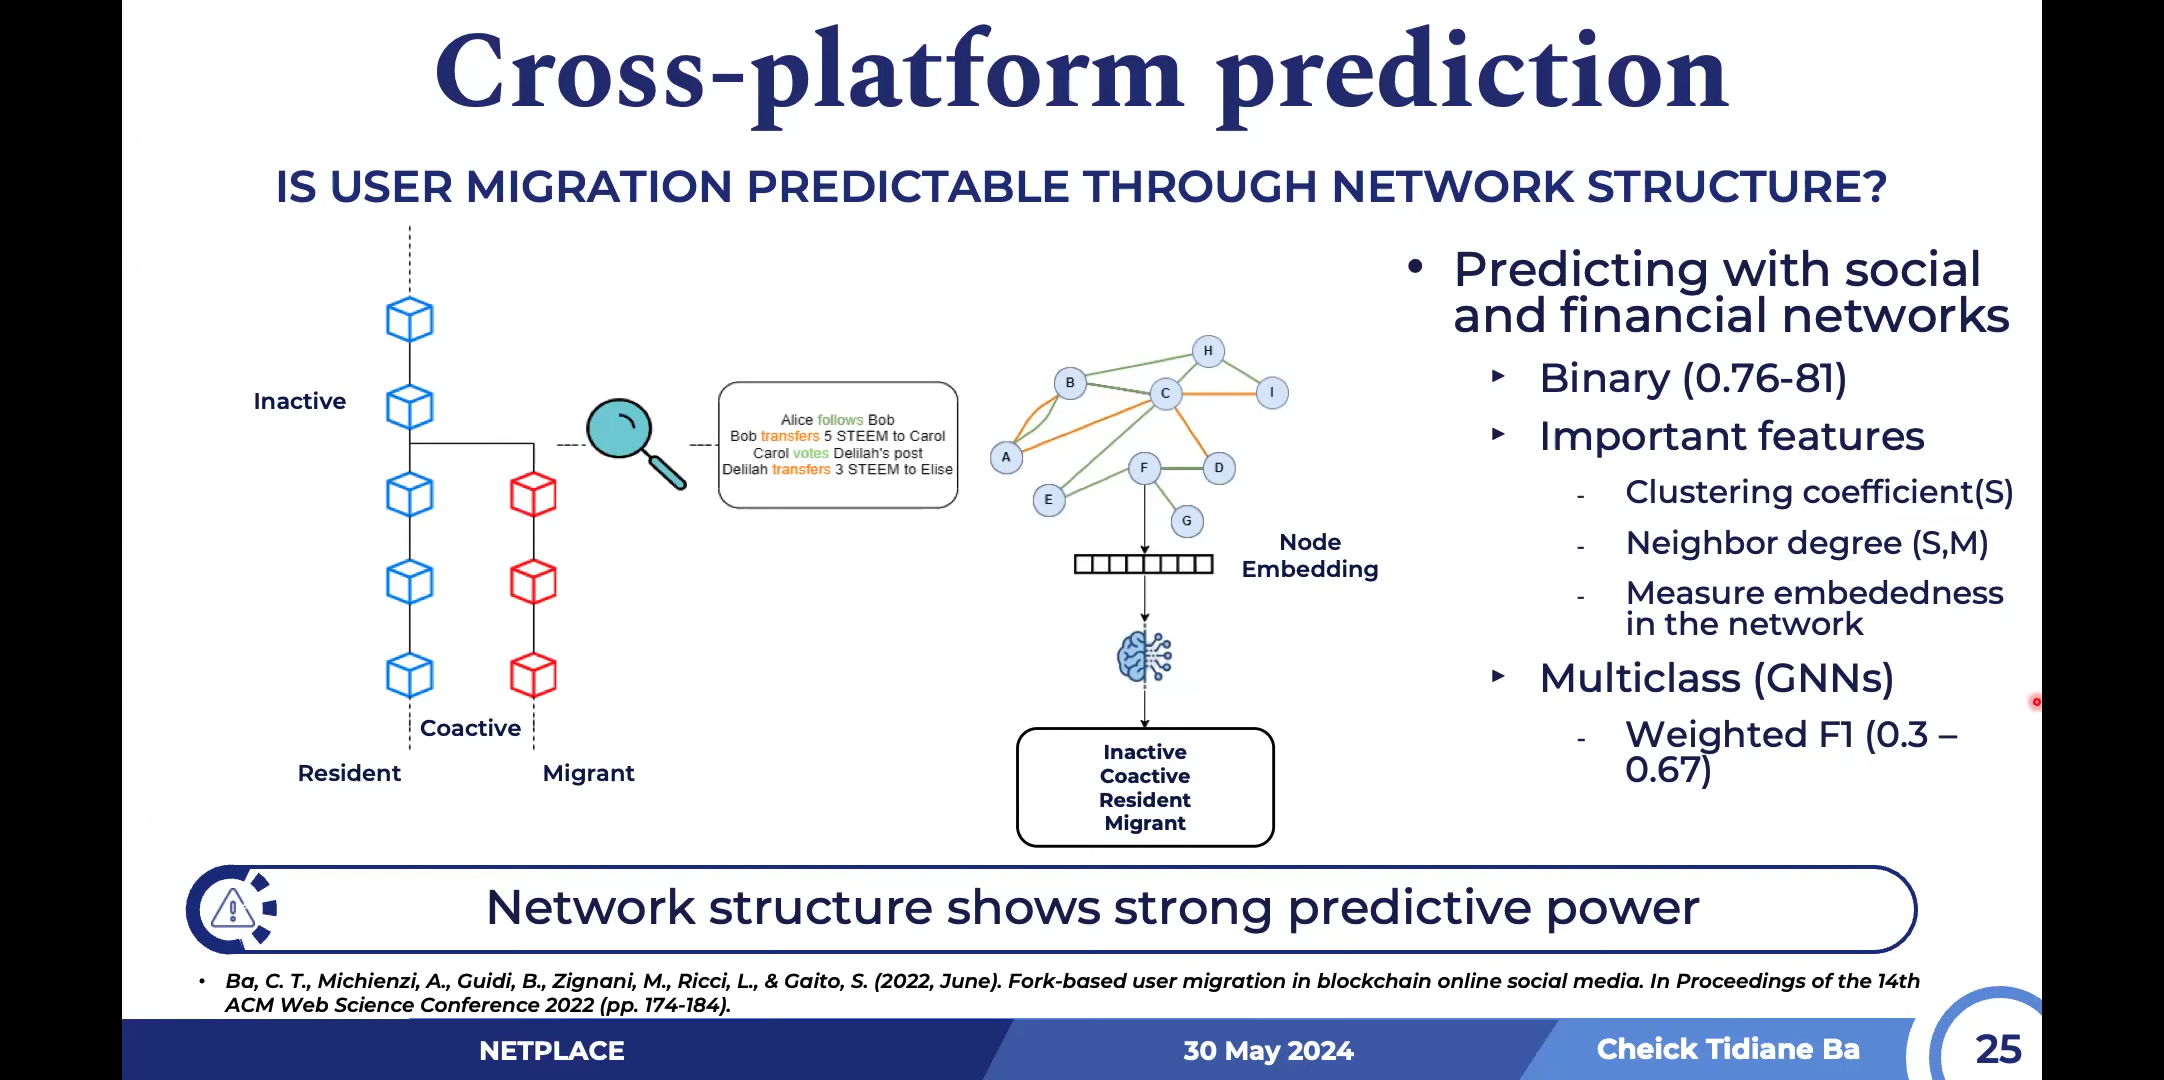 Cross-platform prediction
IS USER MIGRATION PREDICTABLE THROUGH NETWORK STRUCTURE?
Inactive
Coactive
Resident
Migrant
Alice follows Bob
Bob transfers 5 STEEM to Carol
Carol votes Delilah's post
Delilah transfers 3 STEEM to Elise
H
B
C
I
A
F
D
E
G
Node
Embedding
Inactive
Coactive
Resident
Migrant
• Predicting with social
and financial networks
‣ Binary (0.76-81)
‣ Important features
- Clustering coefficient(S)
- Neighbor degree (S,M)
- Measure embededness
in the network
‣ Multiclass (GNNs)
- Weighted F1 (0.3 –
0.67)
Network structure shows strong predictive power
• Ba, C. T., Michienzi, A., Guidi, B., Zignani, M., Ricci, L., & Gaito, S. (2022, June). Fork-based user migration in blockchain online social media. In Proceedings of the 14th
ACM Web Science Conference 2022 (pp. 174-184).
NETPLACE
30 May 2024
Cheick Tidiane Ba
25